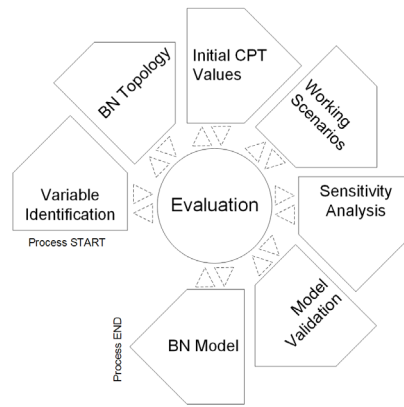 Initial CPT
Values
BN Topology
Working
Scenarios
Variable
Identification
Evaluation
Sensitivity
Analysis
Process START
Model
Validation
BN Model
Process END